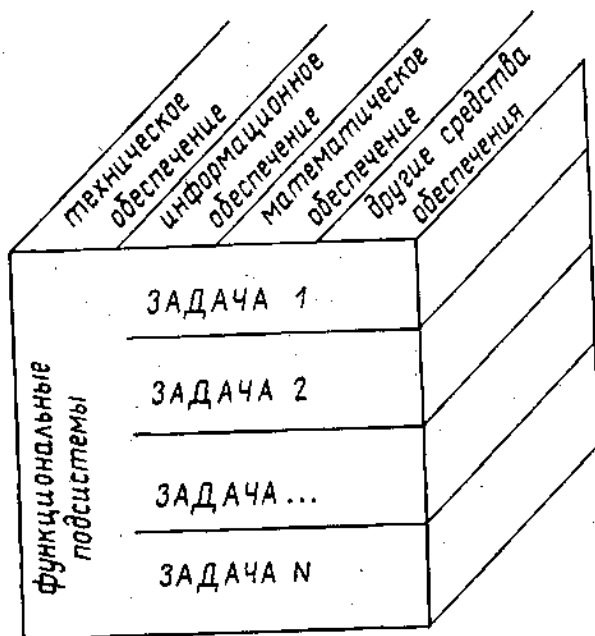 техническое
обеспечение
информационное
обеспечение
математическое
обеспечение
другие средства
обеспечения
функциональные
подсистемы
ЗАДАЧА 1
ЗАДАЧА 2
ЗАДАЧА...
ЗАДАЧА N